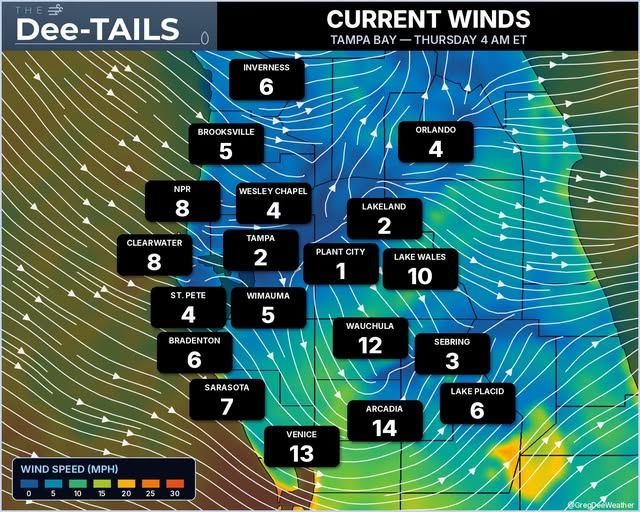 THE
Dee-TAILS
CURRENT WINDS
TAMPA BAY — THURSDAY 4 AM ET
INVERNESS
6
BROOKSVILLE
5
ORLANDO
4
NPR
8
WESLEY CHAPEL
4
LAKELAND
2
CLEARWATER
8
TAMPA
2
PLANT CITY
1
LAKE WALES
10
ST. PETE
4
WIMAUMA
5
WAUCHULA
12
BRADENTON
6
SEBRING
3
SARASOTA
7
LAKE PLACID
6
ARCADIA
14
VENICE
13
WIND SPEED (MPH)
0 5 10 15 20 25 30
@GregDeeWeather